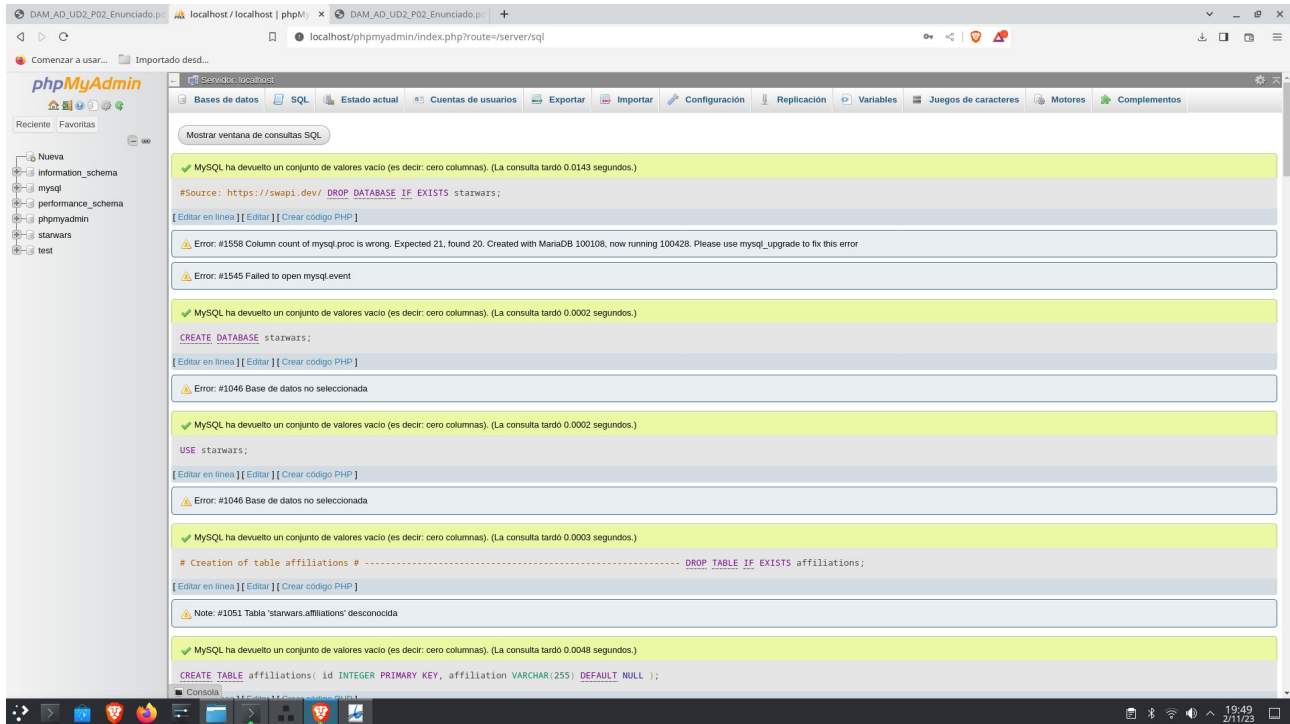 DAM_AD_UD2_P02_Enunciado.pd
localhost / localhost | phpMy
DAM_AD_UD2_P02_Enunciado.pd
localhost/phpmyadmin/index.php?route=/server/sql
Comenzar a usar...
Importado desd...
phpMyAdmin
Reciente Favoritas
Nueva
information_schema
mysql
performance_schema
phpmyadmin
starwars
test
Servidor: localhost
Bases de datos SQL Estado actual Cuentas de usuarios Exportar Importar Configuración Replicación Variables Juegos de caracteres Motores Complementos
Mostrar ventana de consultas SQL
MySQL ha devuelto un conjunto de valores vacío (es decir: cero columnas). (La consulta tardó 0.0143 segundos.)
#Source: https://swapi.dev/ DROP DATABASE IF EXISTS starwars;
[ Editar en línea ] [ Editar ] [ Crear código PHP ]
Error: #1558 Column count of mysql.proc is wrong. Expected 21, found 20. Created with MariaDB 100108, now running 100428. Please use mysql_upgrade to fix this error
Error: #1545 Failed to open mysql.event
MySQL ha devuelto un conjunto de valores vacío (es decir: cero columnas). (La consulta tardó 0.0002 segundos.)
CREATE DATABASE starwars;
[ Editar en línea ] [ Editar ] [ Crear código PHP ]
Error: #1046 Base de datos no seleccionada
MySQL ha devuelto un conjunto de valores vacío (es decir: cero columnas). (La consulta tardó 0.0002 segundos.)
USE starwars;
[ Editar en línea ] [ Editar ] [ Crear código PHP ]
Error: #1046 Base de datos no seleccionada
MySQL ha devuelto un conjunto de valores vacío (es decir: cero columnas). (La consulta tardó 0.0003 segundos.)
# Creation of table affiliations # ------------------------------------------------------------ DROP TABLE IF EXISTS affiliations;
[ Editar en línea ] [ Editar ] [ Crear código PHP ]
Note: #1051 Tabla 'starwars.affiliations' desconocida
MySQL ha devuelto un conjunto de valores vacío (es decir: cero columnas). (La consulta tardó 0.0048 segundos.)
CREATE TABLE affiliations( id INTEGER PRIMARY KEY, affiliation VARCHAR(255) DEFAULT NULL );
Consola
19:49
2/11/23